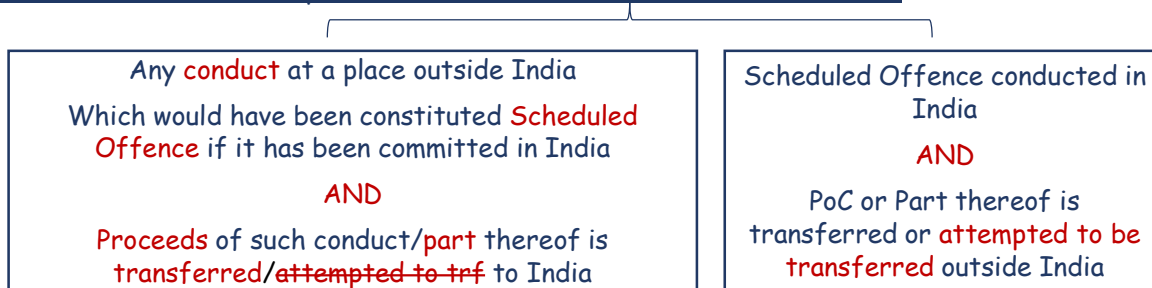 Any conduct at a place outside India
Which would have been constituted Scheduled
Offence if it has been committed in India
AND
Proceeds of such conduct/part thereof is
transferred/attempted to trf to India
Scheduled Offence conducted in
India
AND
PoC or Part thereof is
transferred or attempted to be
transferred outside India